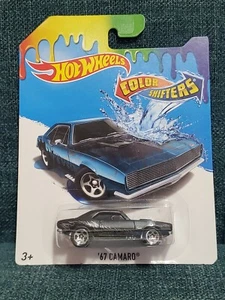 HOT WHEELS
COLOR
SHIFTERS
3+
'67 CAMARO